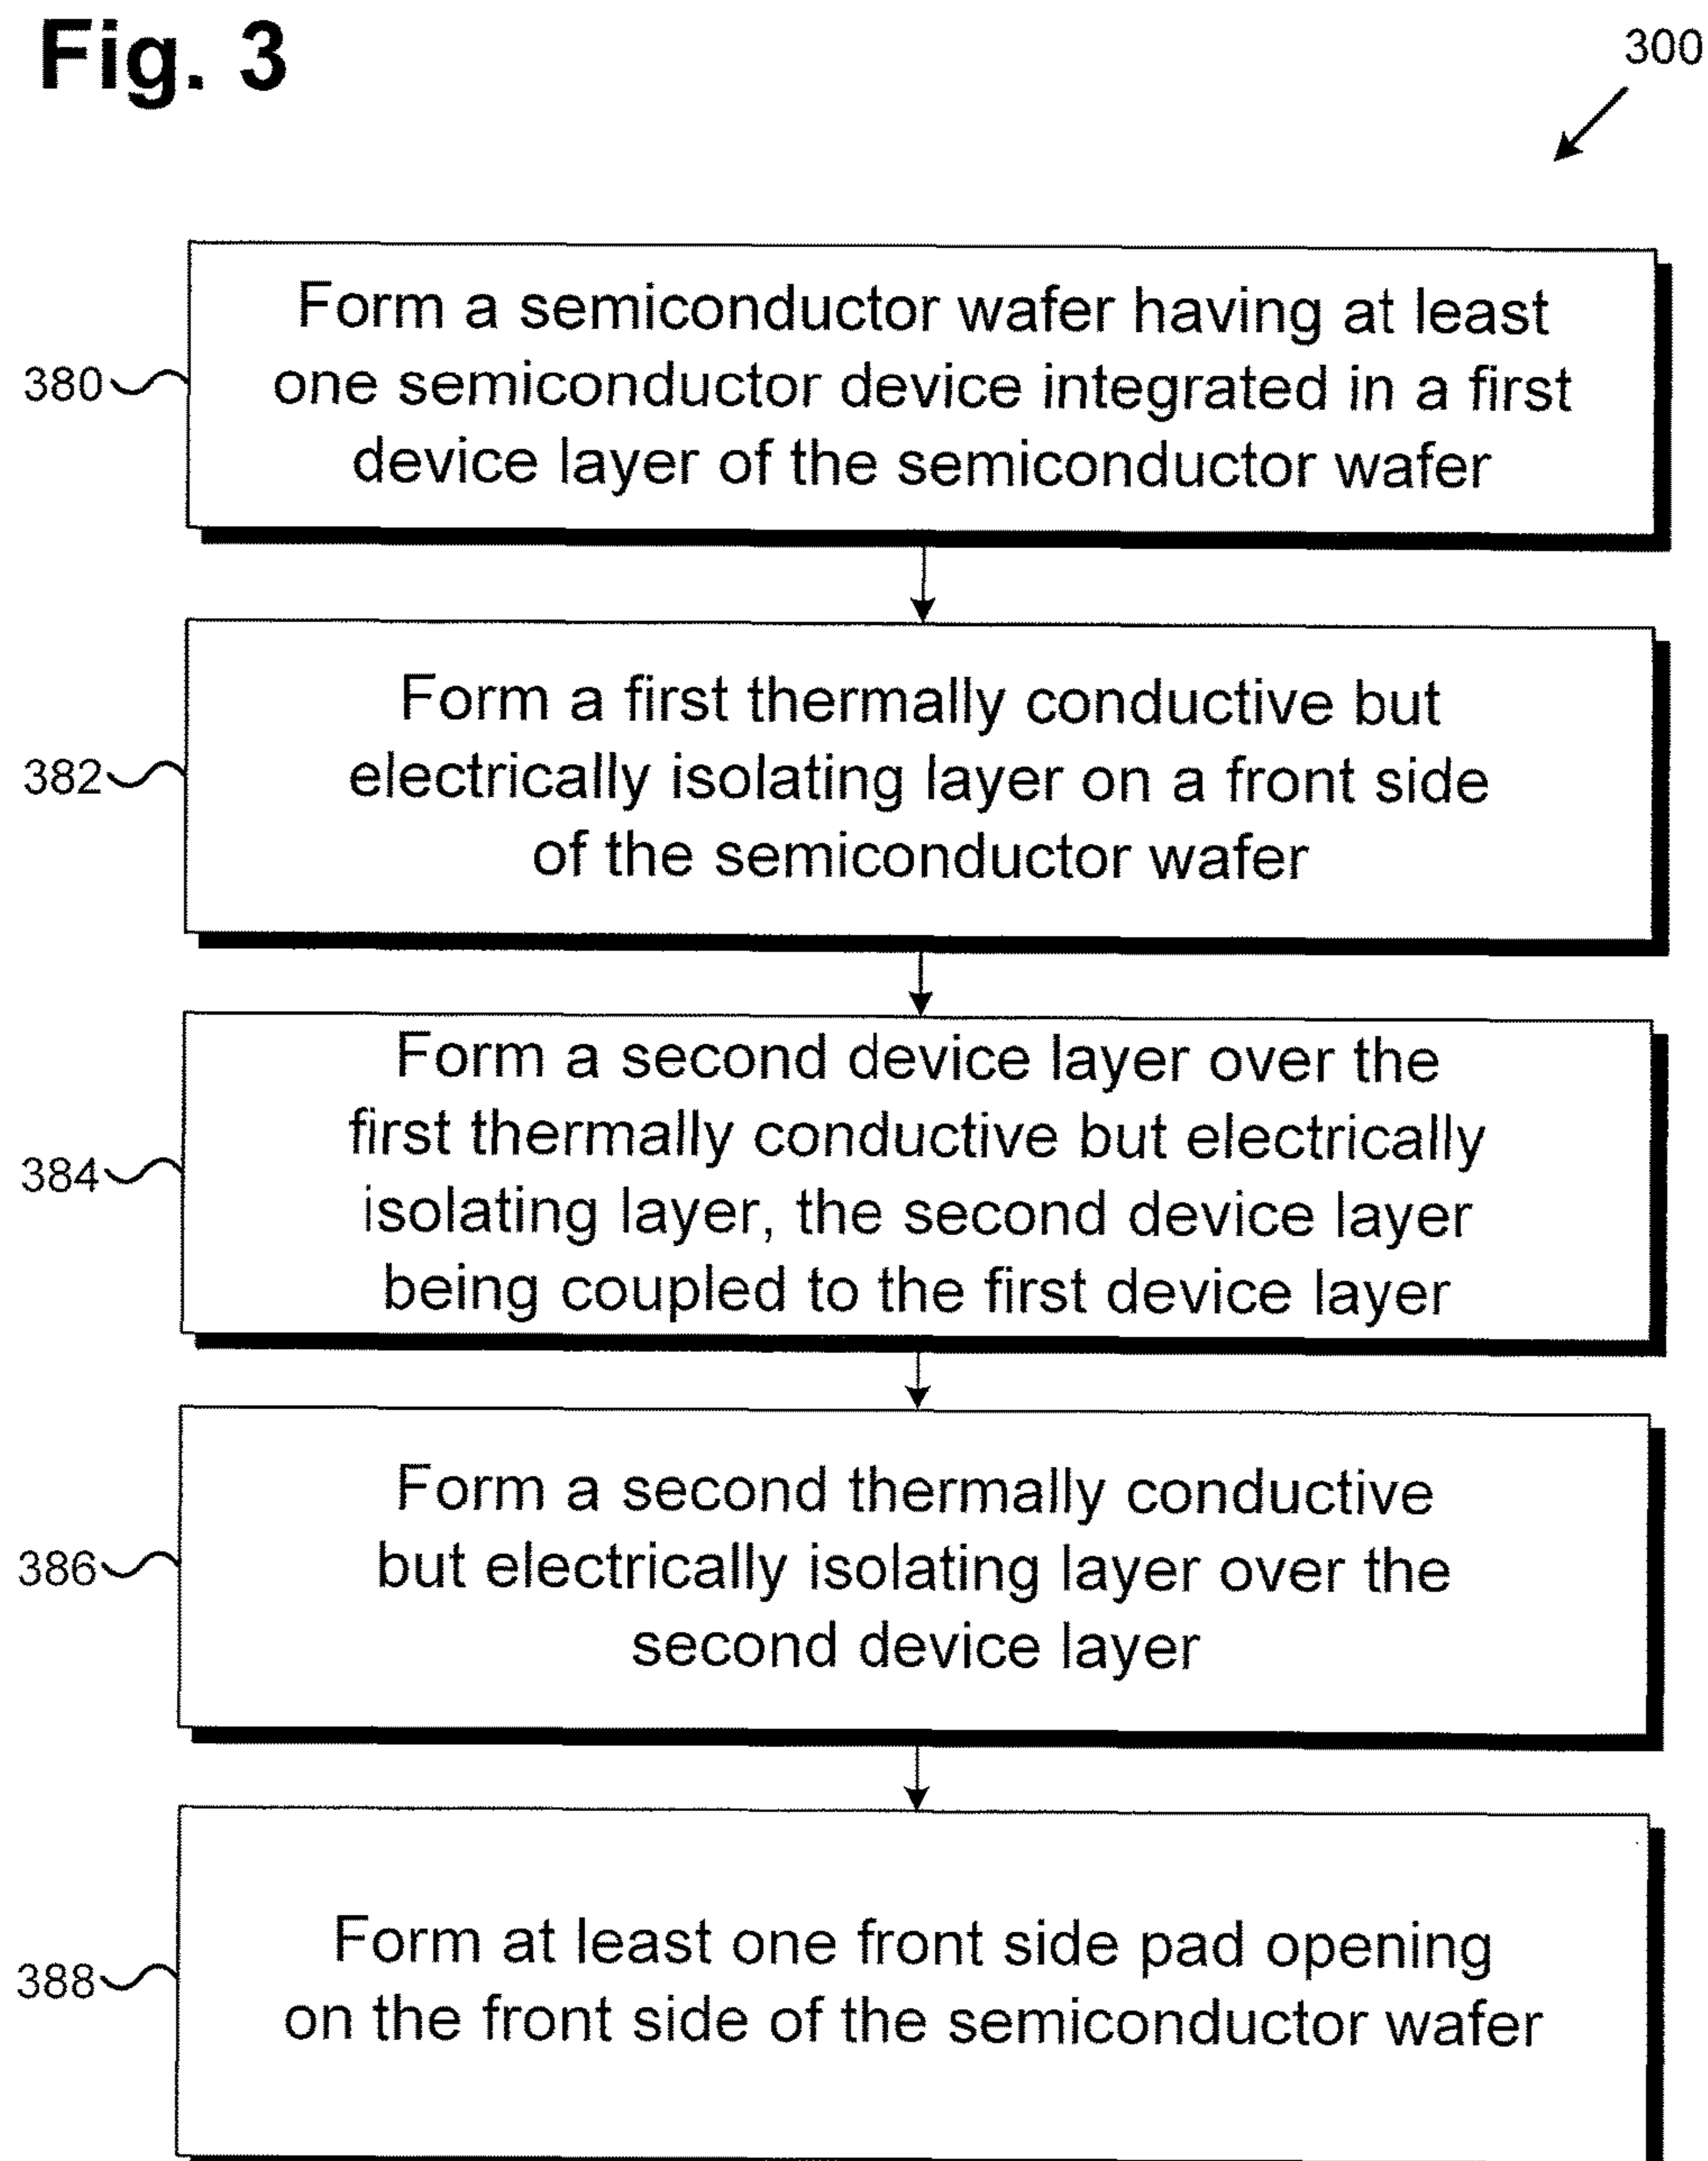 Fig. 3
300
380
Form a semiconductor wafer having at least
one semiconductor device integrated in a first
device layer of the semiconductor wafer
382
Form a first thermally conductive but
electrically isolating layer on a front side
of the semiconductor wafer
384
Form a second device layer over the
first thermally conductive but electrically
isolating layer, the second device layer
being coupled to the first device layer
386
Form a second thermally conductive
but electrically isolating layer over the
second device layer
388
Form at least one front side pad opening
on the front side of the semiconductor wafer